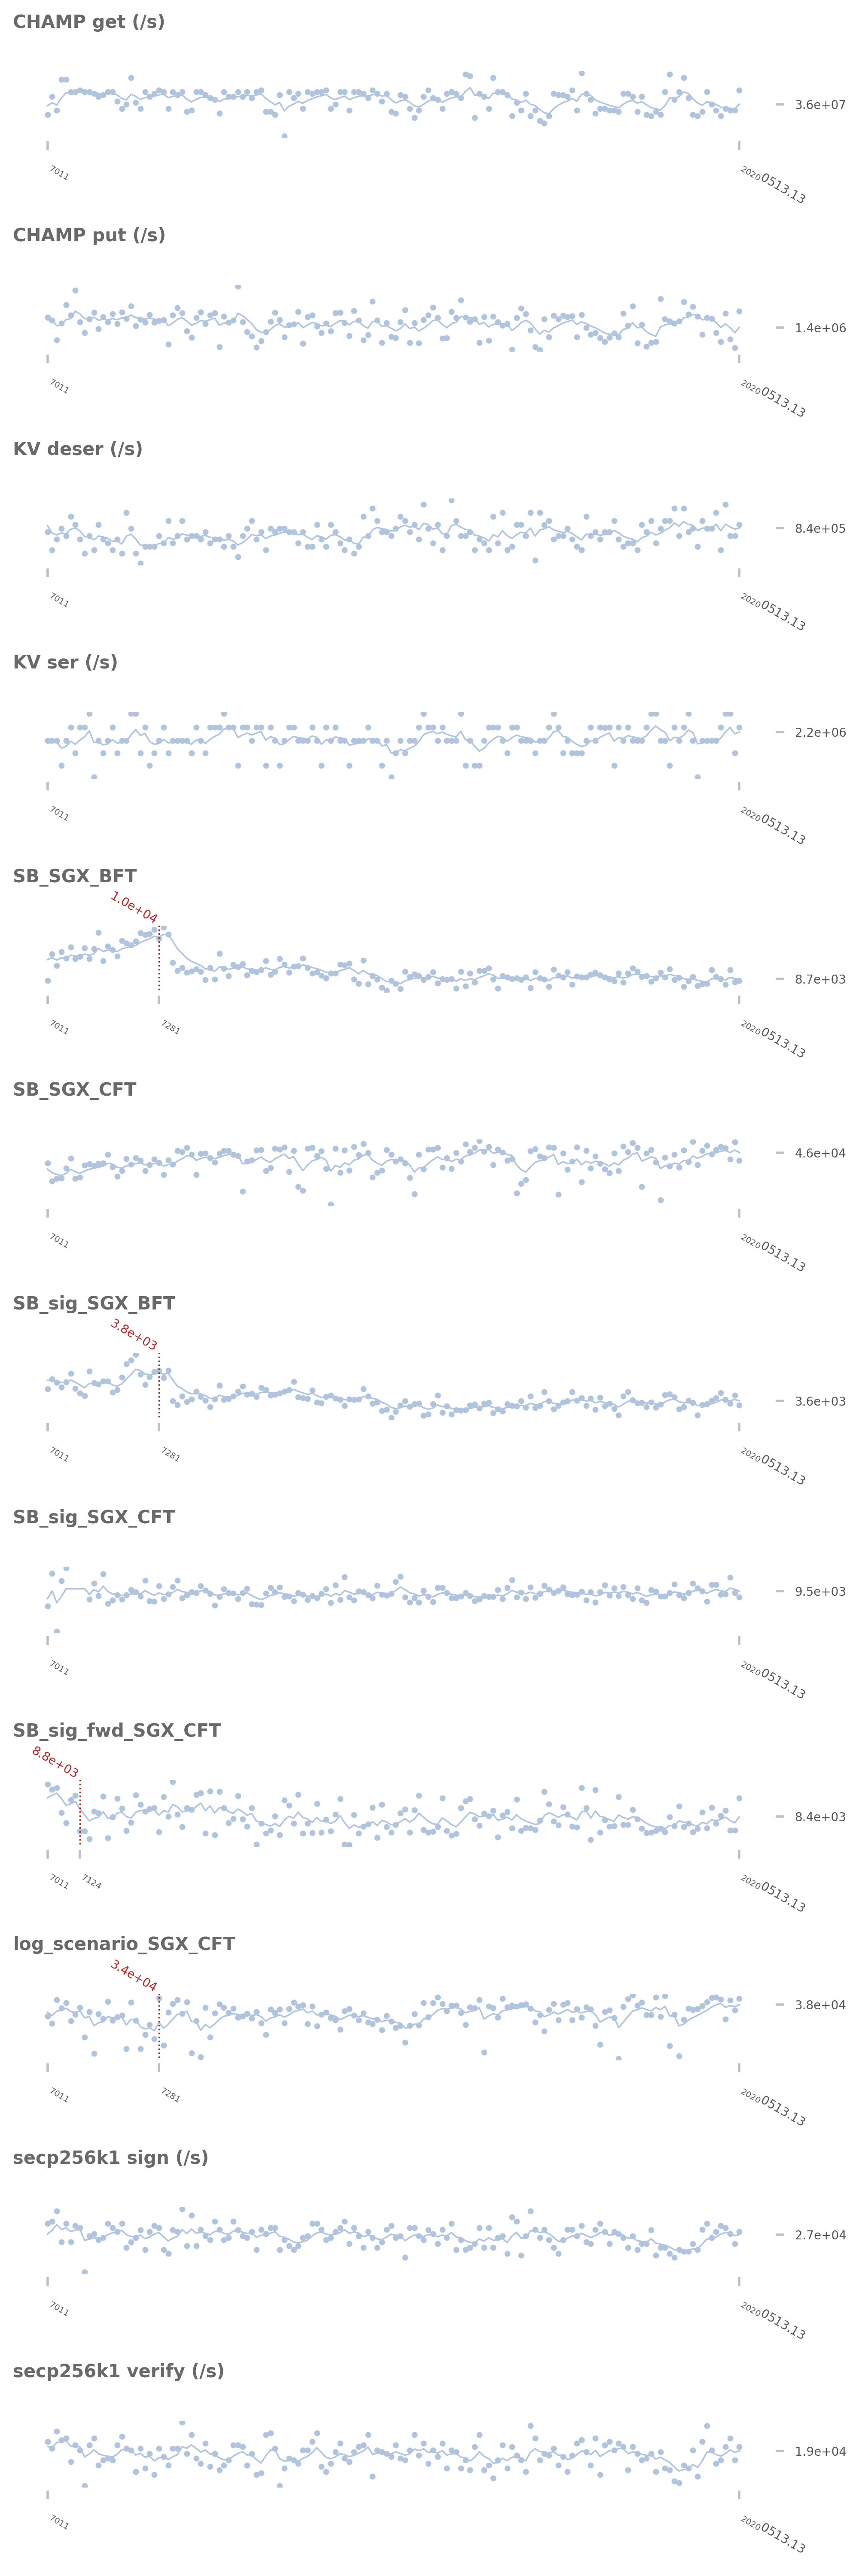 CHAMP get (/s)
3.6e+07
7011
20200513.13
CHAMP put (/s)
1.4e+06
7011
20200513.13
KV deser (/s)
8.4e+05
7011
20200513.13
KV ser (/s)
2.2e+06
7011
20200513.13
SB_SGX_BFT
1.0e+04
8.7e+03
7011
7281
20200513.13
SB_SGX_CFT
4.6e+04
7011
20200513.13
SB_sig_SGX_BFT
3.8e+03
3.6e+03
7011
7281
20200513.13
SB_sig_SGX_CFT
9.5e+03
7011
20200513.13
SB_sig_fwd_SGX_CFT
8.8e+03
8.4e+03
7011
7124
20200513.13
log_scenario_SGX_CFT
3.4e+04
3.8e+04
7011
7281
20200513.13
secp256k1 sign (/s)
2.7e+04
7011
20200513.13
secp256k1 verify (/s)
1.9e+04
7011
20200513.13